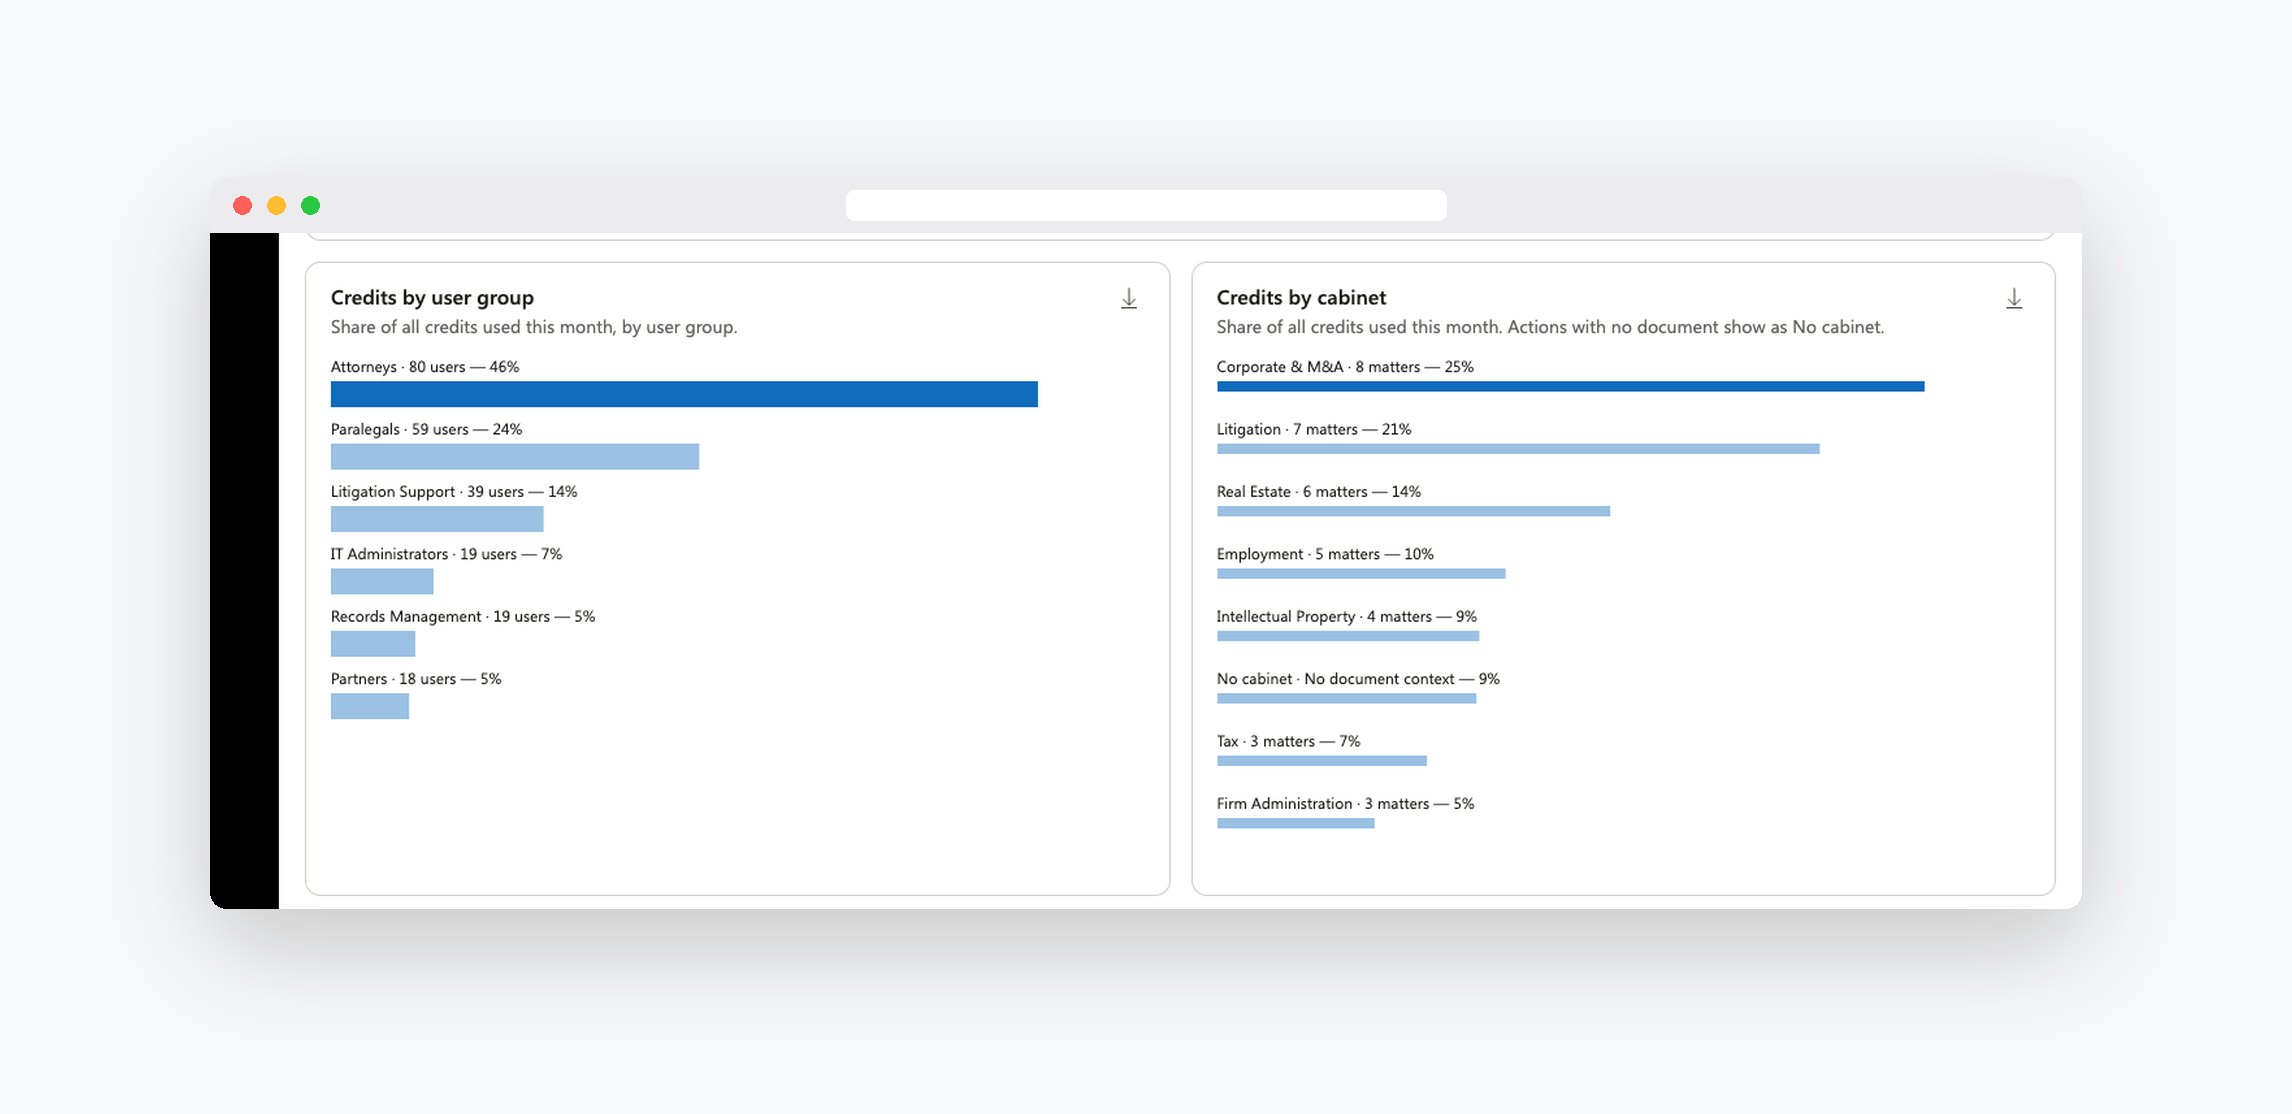 Credits by user group
Share of all credits used this month, by user group.
Attorneys · 80 users — 46%
Paralegals · 59 users — 24%
Litigation Support · 39 users — 14%
IT Administrators · 19 users — 7%
Records Management · 19 users — 5%
Partners · 18 users — 5%
Credits by cabinet
Share of all credits used this month. Actions with no document show as No cabinet.
Corporate & M&A · 8 matters — 25%
Litigation · 7 matters — 21%
Real Estate · 6 matters — 14%
Employment · 5 matters — 10%
Intellectual Property · 4 matters — 9%
No cabinet · No document context — 9%
Tax · 3 matters — 7%
Firm Administration · 3 matters — 5%